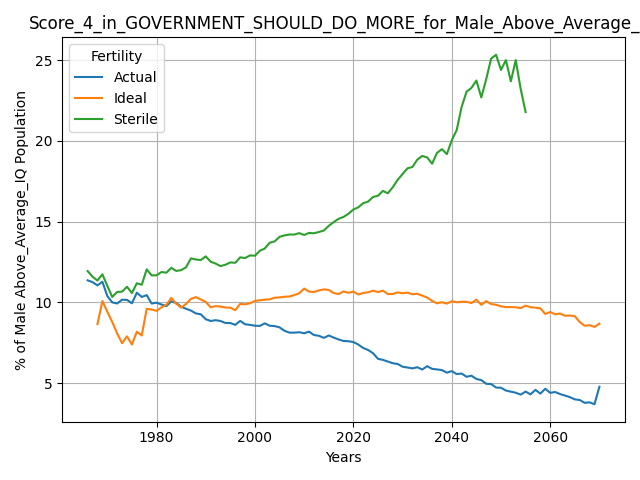 Score_4_in_GOVERNMENT_SHOULD_DO_MORE_for_Male_Above_Average_
Fertility
Actual
Ideal
Sterile
% of Male Above_Average_IQ Population
25
20
15
10
5
1980 2000 2020 2040 2060
Years